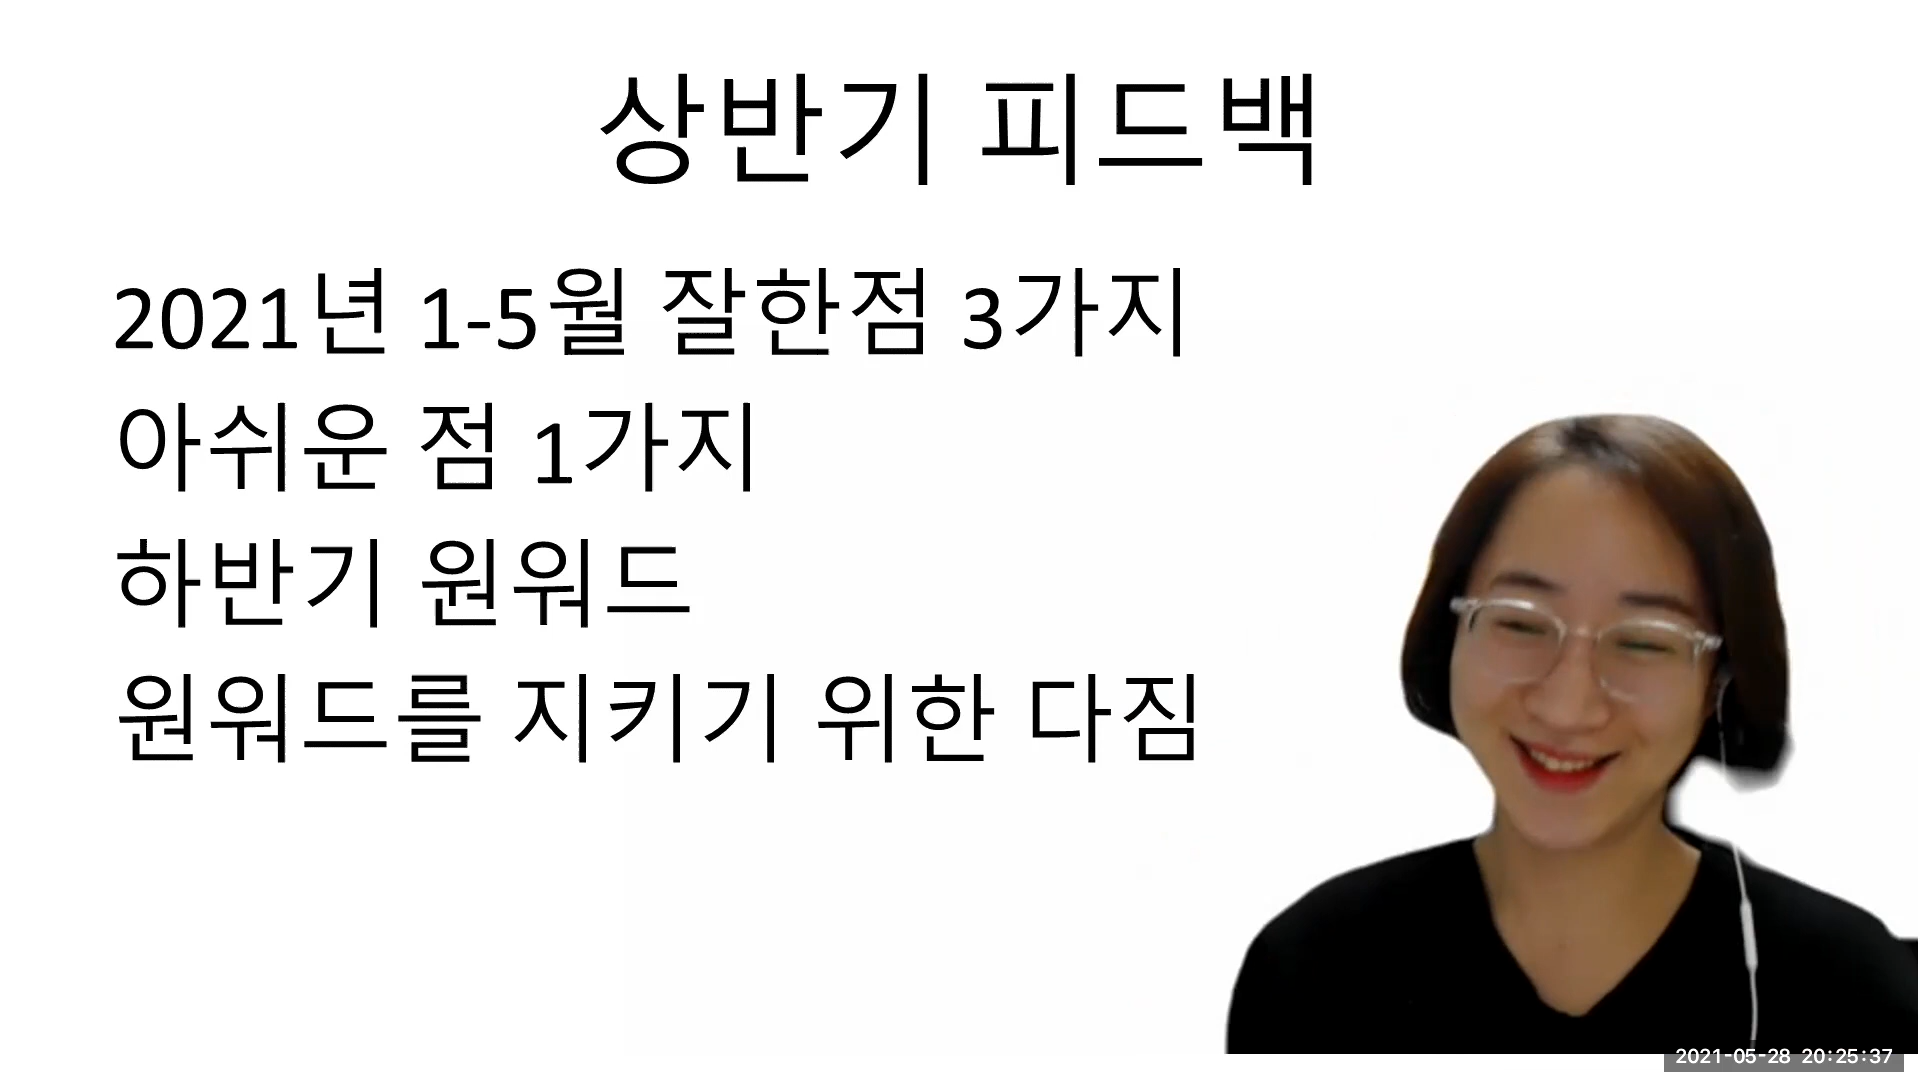 상반기 피드백
2021년 1-5월 잘한점 3가지
아쉬운 점 1가지
하반기 원워드
원워드를 지키기 위한 다짐
2021-05-28 20:25:37